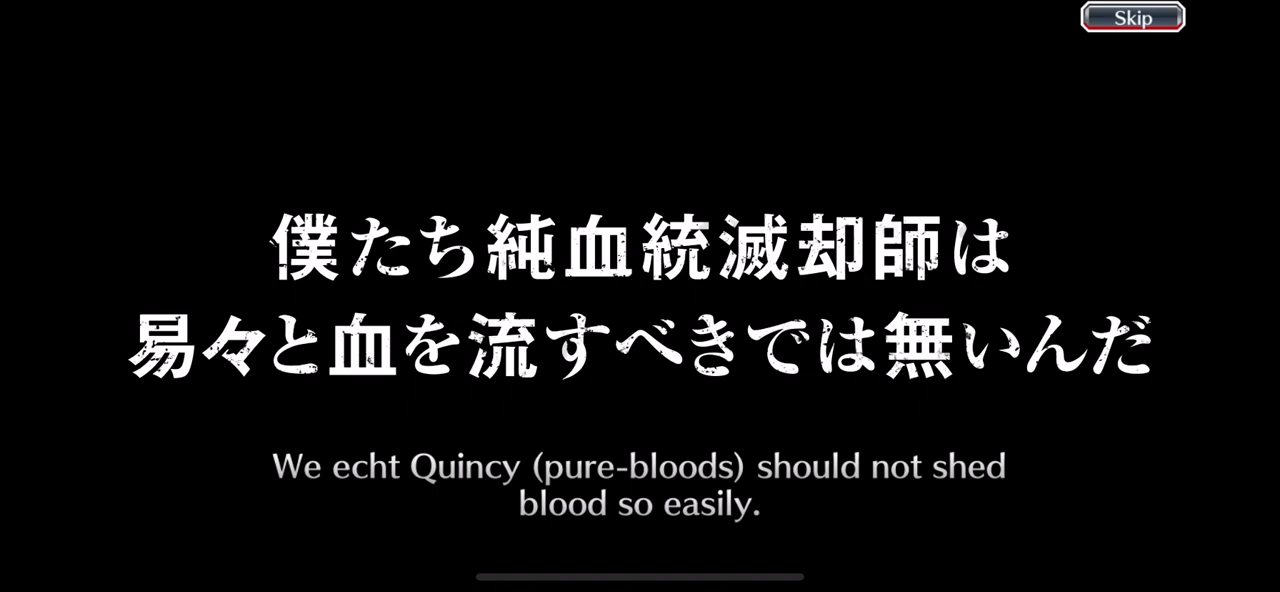 Skip
僕たち純血統滅却師は
易々と血を流すべきでは無いんだ
We echt Quincy (pure-bloods) should not shed
blood so easily.